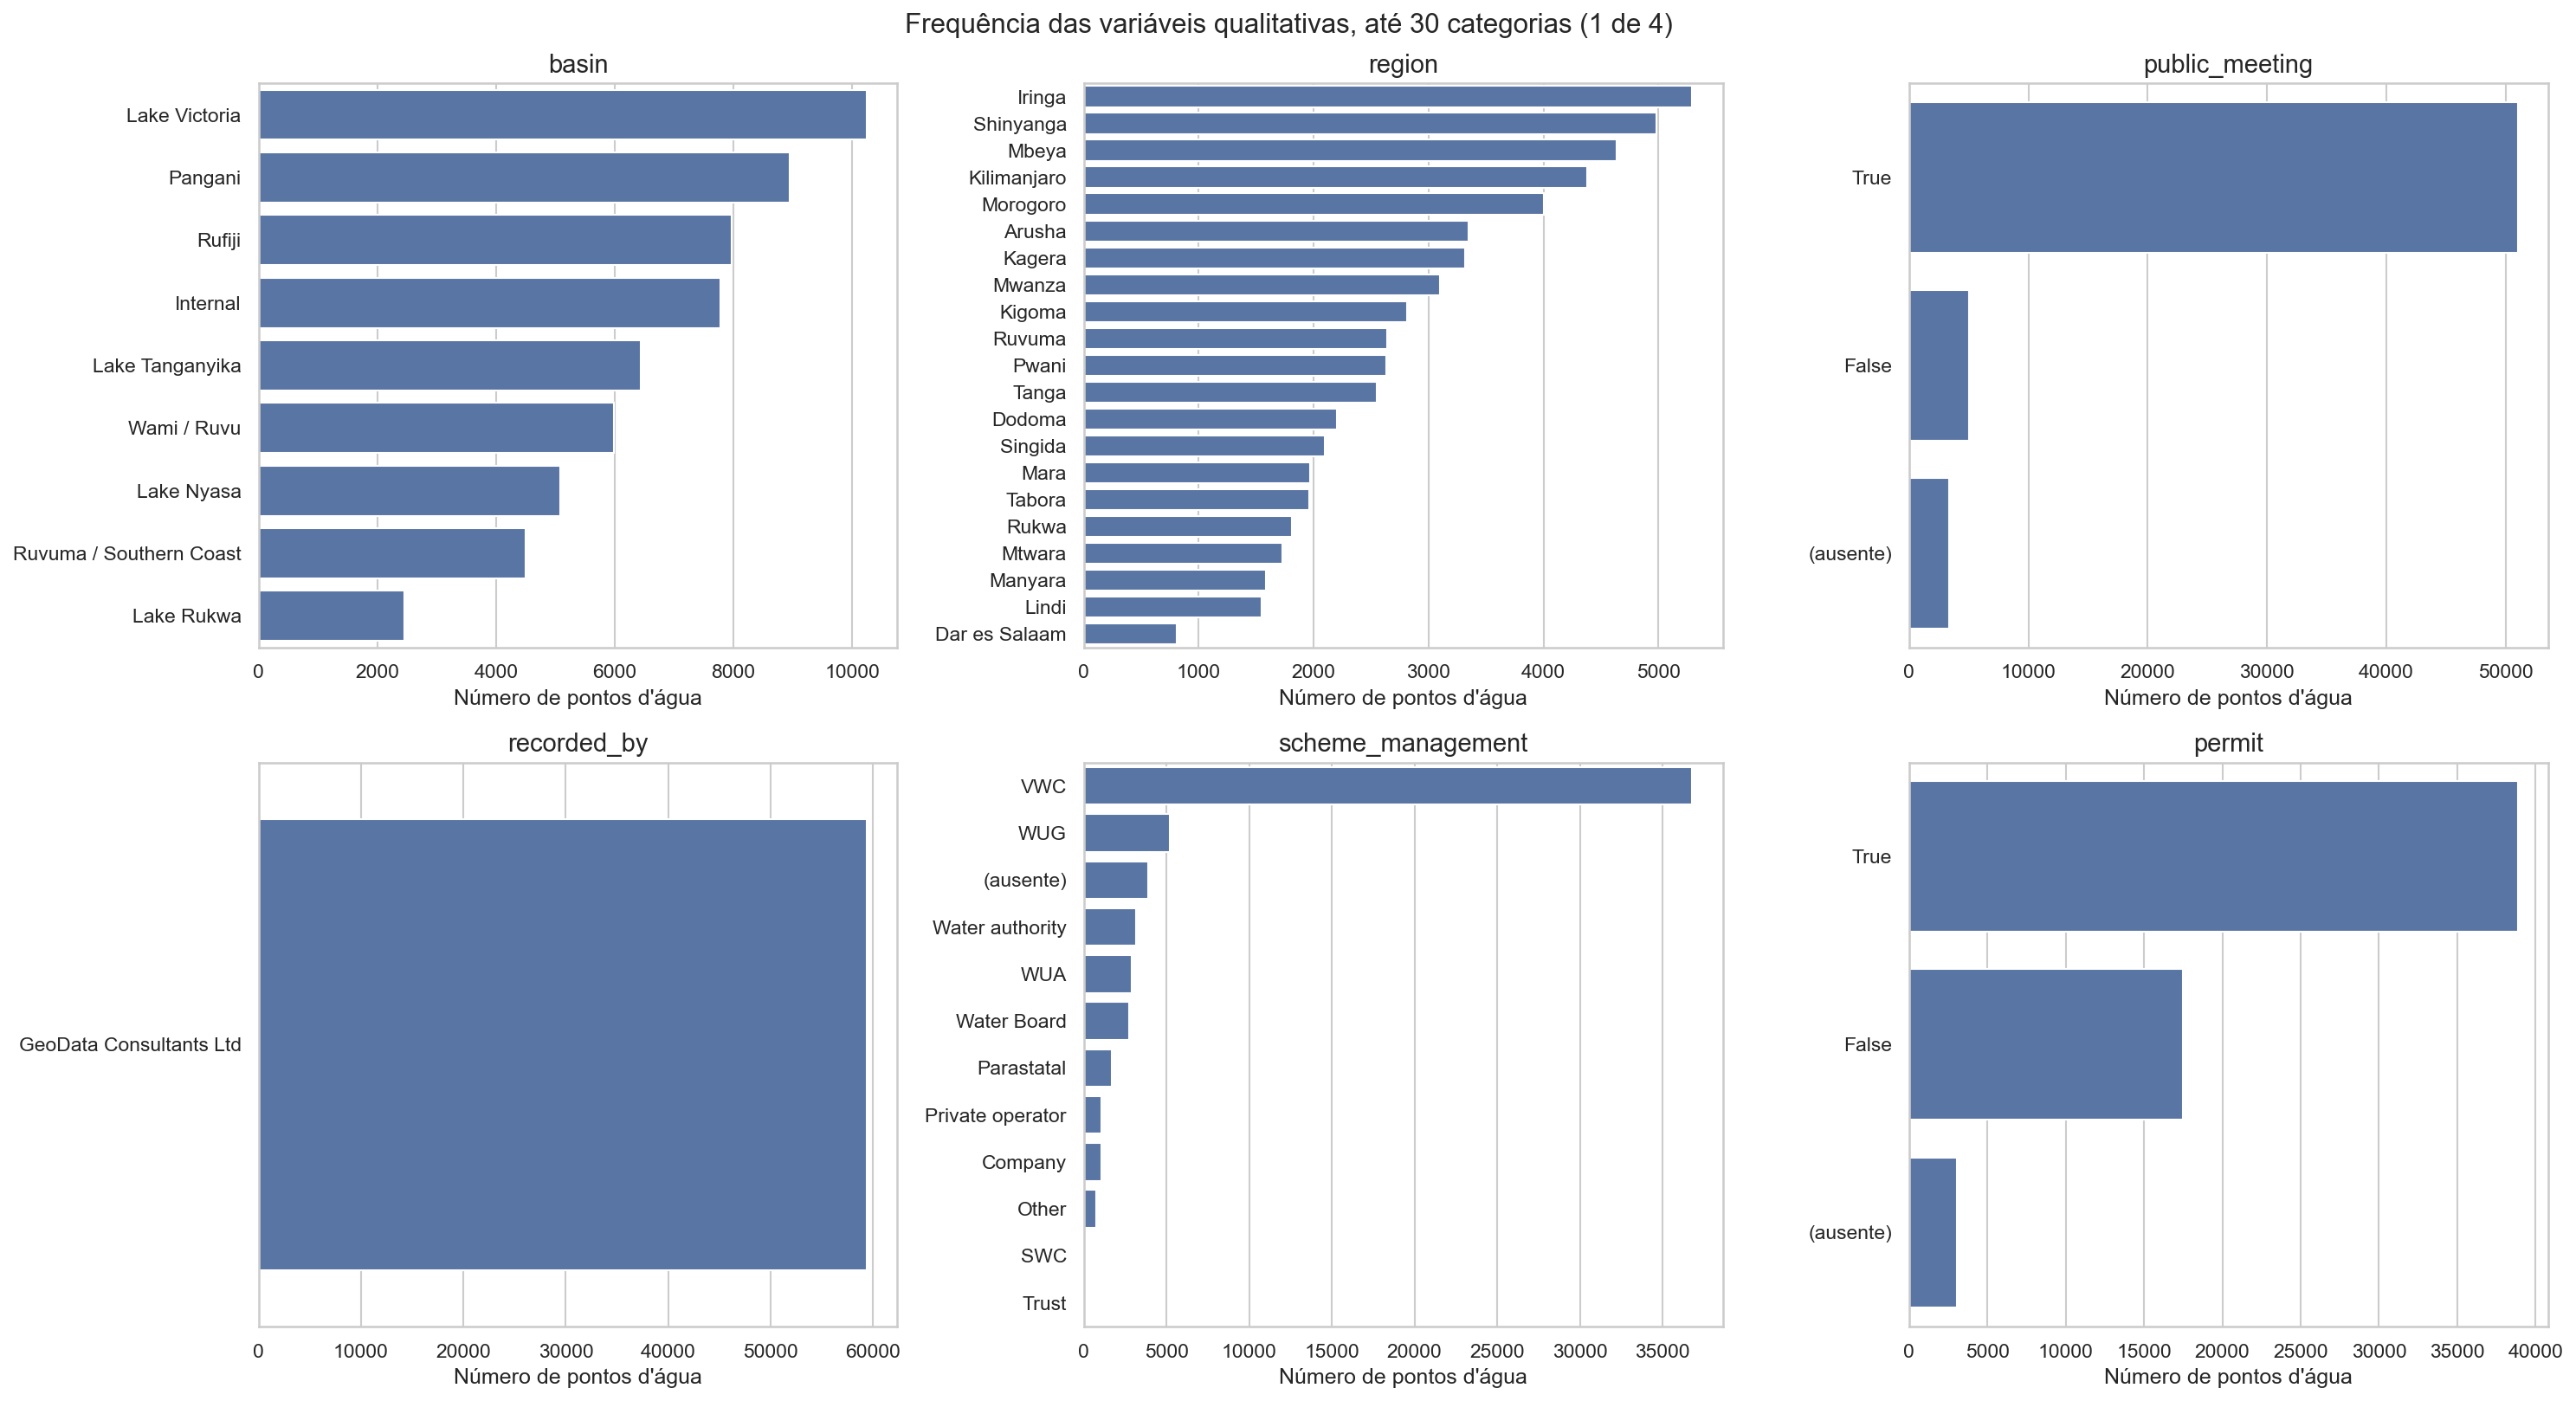 Frequência das variáveis qualitativas, até 30 categorias (1 de 4)
basin
Lake Victoria
Pangani
Rufiji
Internal
Lake Tanganyika
Wami / Ruvu
Lake Nyasa
Ruvuma / Southern Coast
Lake Rukwa
0 2000 4000 6000 8000 10000
Número de pontos d'água
region
Iringa
Shinyanga
Mbeya
Kilimanjaro
Morogoro
Arusha
Kagera
Mwanza
Kigoma
Ruvuma
Pwani
Tanga
Dodoma
Singida
Mara
Tabora
Rukwa
Mtwara
Manyara
Lindi
Dar es Salaam
0 1000 2000 3000 4000 5000
Número de pontos d'água
public_meeting
True
False
(ausente)
0 10000 20000 30000 40000 50000
Número de pontos d'água
recorded_by
GeoData Consultants Ltd
0 10000 20000 30000 40000 50000 60000
Número de pontos d'água
scheme_management
VWC
WUG
(ausente)
Water authority
WUA
Water Board
Parastatal
Private operator
Company
Other
SWC
Trust
0 5000 10000 15000 20000 25000 30000 35000
Número de pontos d'água
permit
True
False
(ausente)
0 5000 10000 15000 20000 25000 30000 35000 40000
Número de pontos d'água